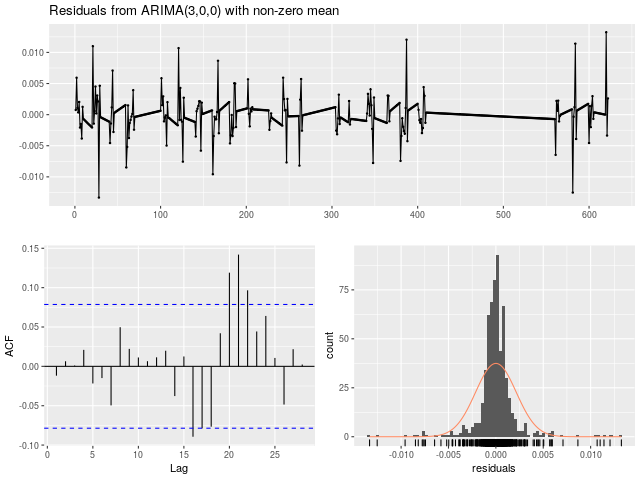 Residuals from ARIMA(3,0,0) with non-zero mean
0.010
0.005
0.000
-0.005
-0.010
0 100 200 300 400 500 600
0.15
0.10
0.05
0.00
-0.05
-0.10
ACF
0 5 10 15 20 25
Lag
75
50
25
0
count
-0.010 -0.005 0.000 0.005 0.010
residuals